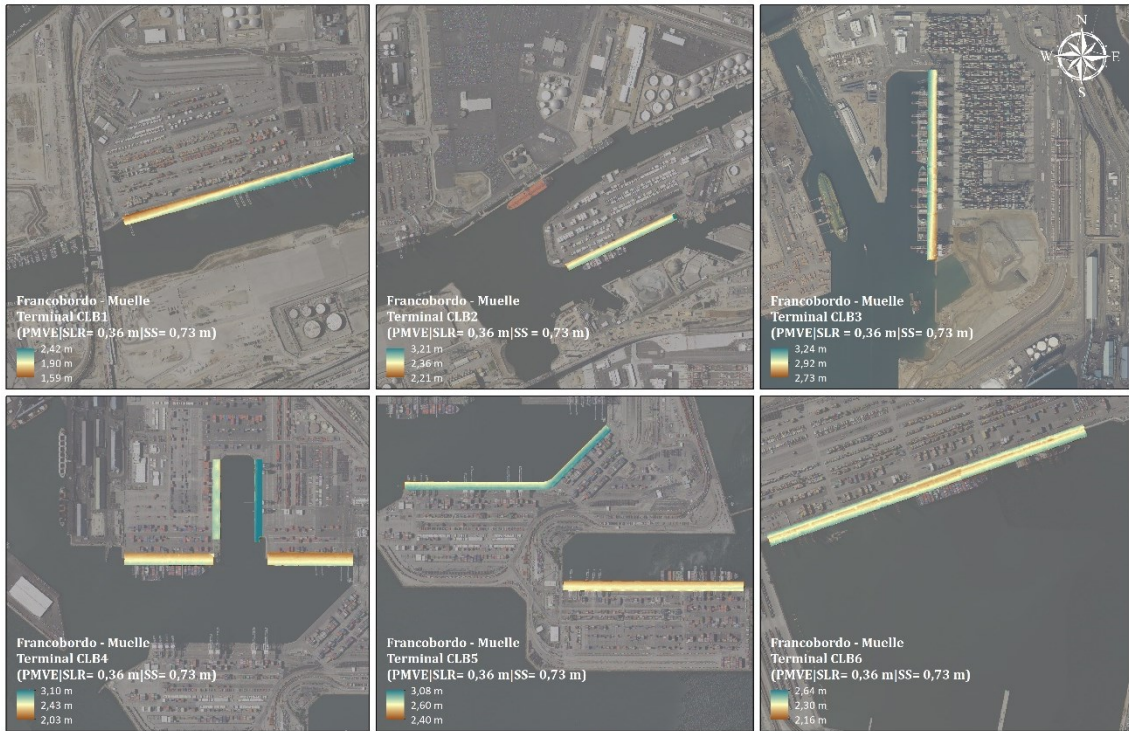 N
W E
S
Francobordo - Muelle
Terminal CLB1
(PMVE|SLR= 0,36 m|SS= 0,73 m)
2,42 m
1,90 m
1,59 m
Francobordo - Muelle
Terminal CLB2
(PMVE|SLR= 0,36 m|SS = 0,73 m)
3,21 m
2,36 m
2,21 m
Francobordo - Muelle
Terminal CLB3
(PMVE|SLR = 0,36 m|SS= 0,73 m)
3,24 m
2,92 m
2,73 m
Francobordo - Muelle
Terminal CLB4
(PMVE|SLR= 0,36 m|SS= 0,73 m)
3,10 m
2,43 m
2,03 m
Francobordo - Muelle
Terminal CLB5
(PMVE|SLR= 0,36 m|SS= 0,73 m)
3,08 m
2,60 m
2,40 m
Francobordo - Muelle
Terminal CLB6
(PMVE|SLR= 0,36 m|SS= 0,73 m)
2,64 m
2,30 m
2,16 m